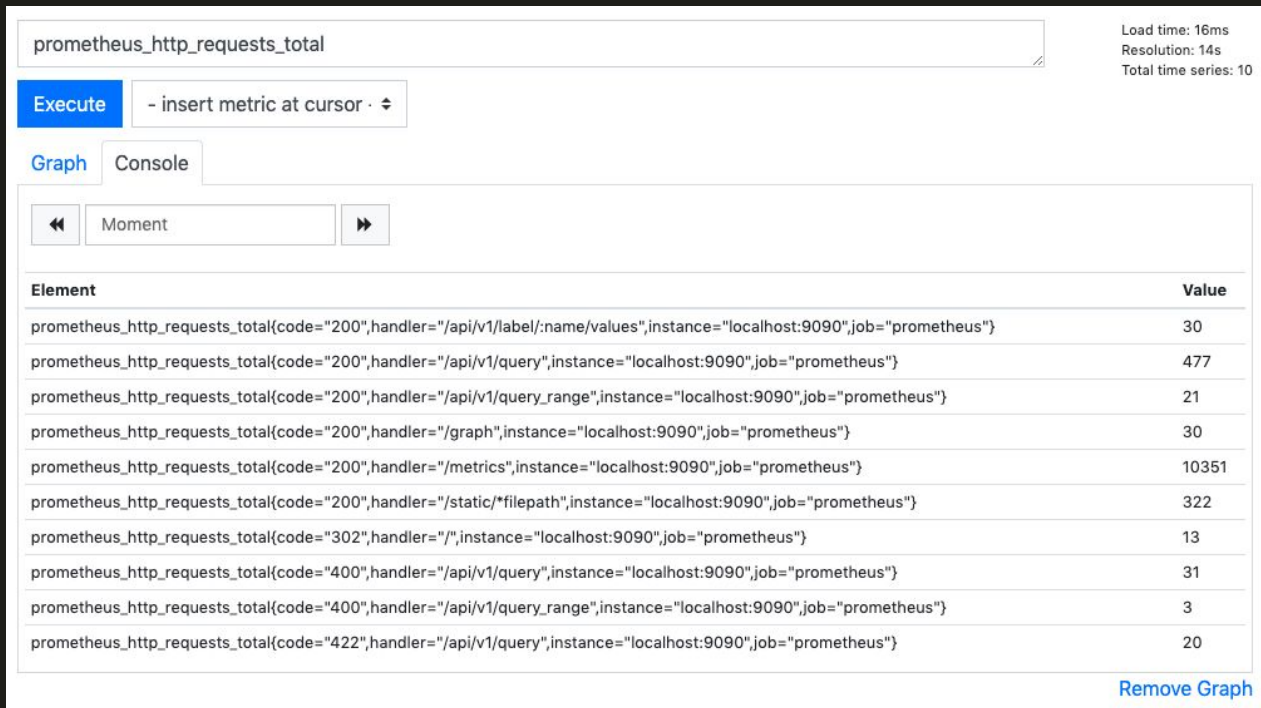 prometheus_http_requests_total
Load time: 16ms
Resolution: 14s
Total time series: 10
Execute
- insert metric at cursor -
Graph
Console
Moment
Element Value
prometheus_http_requests_total{code="200",handler="/api/v1/label/:name/values",instance="localhost:9090",job="prometheus"} 30
prometheus_http_requests_total{code="200",handler="/api/v1/query",instance="localhost:9090",job="prometheus"} 477
prometheus_http_requests_total{code="200",handler="/api/v1/query_range",instance="localhost:9090",job="prometheus"} 21
prometheus_http_requests_total{code="200",handler="/graph",instance="localhost:9090",job="prometheus"} 30
prometheus_http_requests_total{code="200",handler="/metrics",instance="localhost:9090",job="prometheus"} 10351
prometheus_http_requests_total{code="200",handler="/static/*filepath",instance="localhost:9090",job="prometheus"} 322
prometheus_http_requests_total{code="302",handler="/",instance="localhost:9090",job="prometheus"} 13
prometheus_http_requests_total{code="400",handler="/api/v1/query",instance="localhost:9090",job="prometheus"} 31
prometheus_http_requests_total{code="400",handler="/api/v1/query_range",instance="localhost:9090",job="prometheus"} 3
prometheus_http_requests_total{code="422",handler="/api/v1/query",instance="localhost:9090",job="prometheus"} 20
Remove Graph